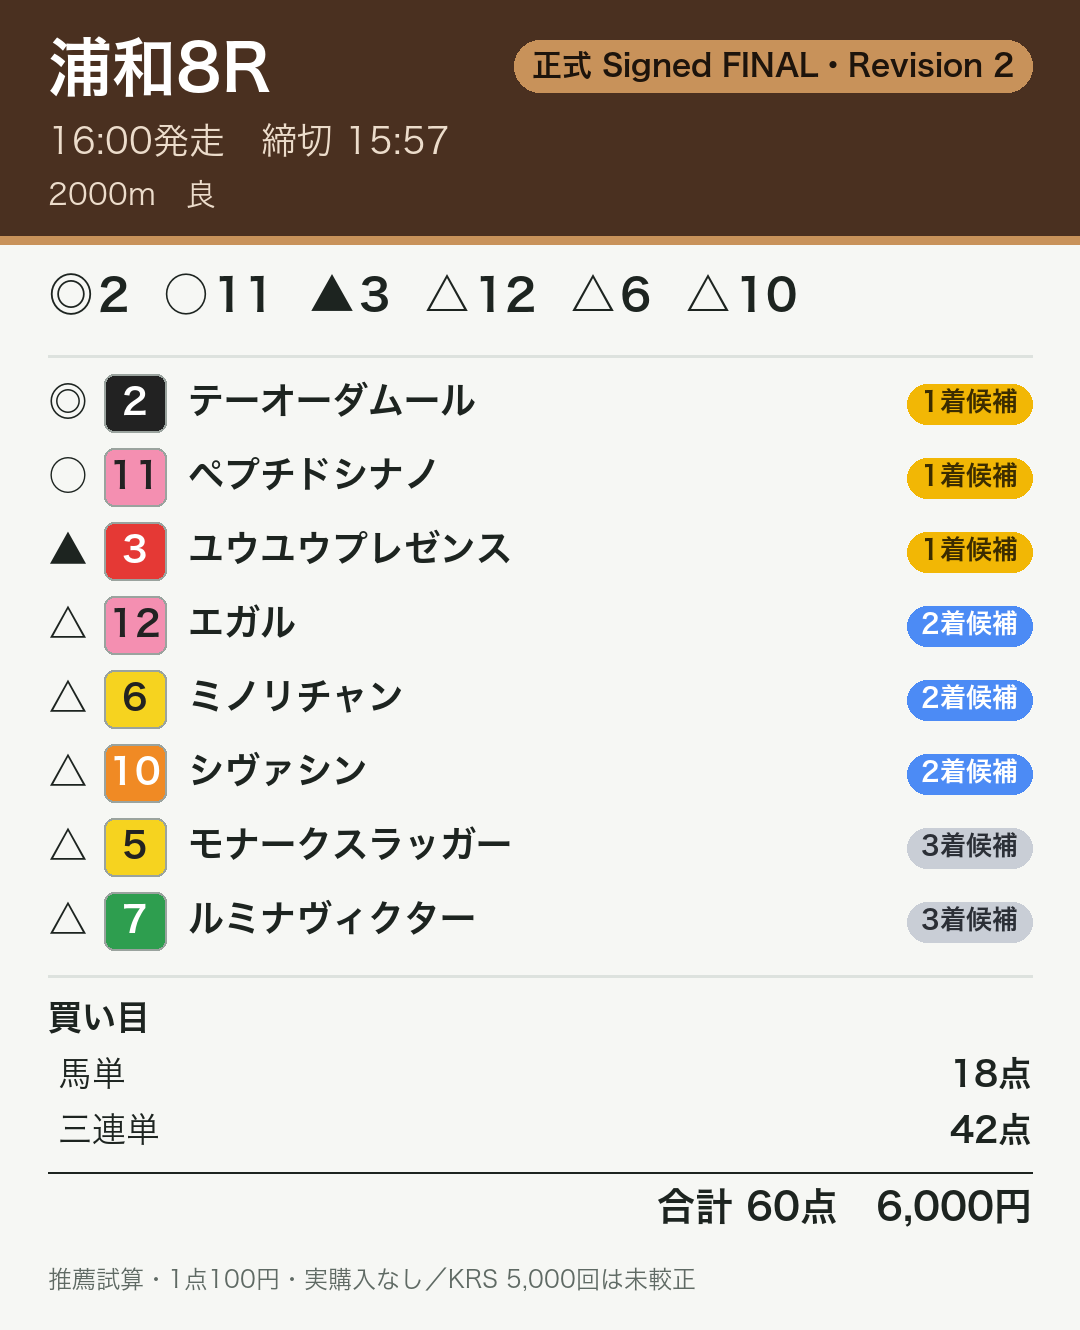 浦和8R
正式 Signed FINAL・Revision 2
16:00発走　締切 15:57
2000m　良
◎2 ○11 ▲3 △12 △6 △10
◎ 2 テーオーダムール 1着候補
○ 11 ペプチドシナノ 1着候補
▲ 3 ユウユウプレゼンス 1着候補
△ 12 エガル 2着候補
△ 6 ミノリチャン 2着候補
△ 10 シヴァシン 2着候補
△ 5 モナークスラッガー 3着候補
△ 7 ルミナヴィクター 3着候補
買い目
馬単 18点
三連単 42点
合計 60点　6,000円
推薦試算・1点100円・実購入なし／KRS 5,000回は未較正